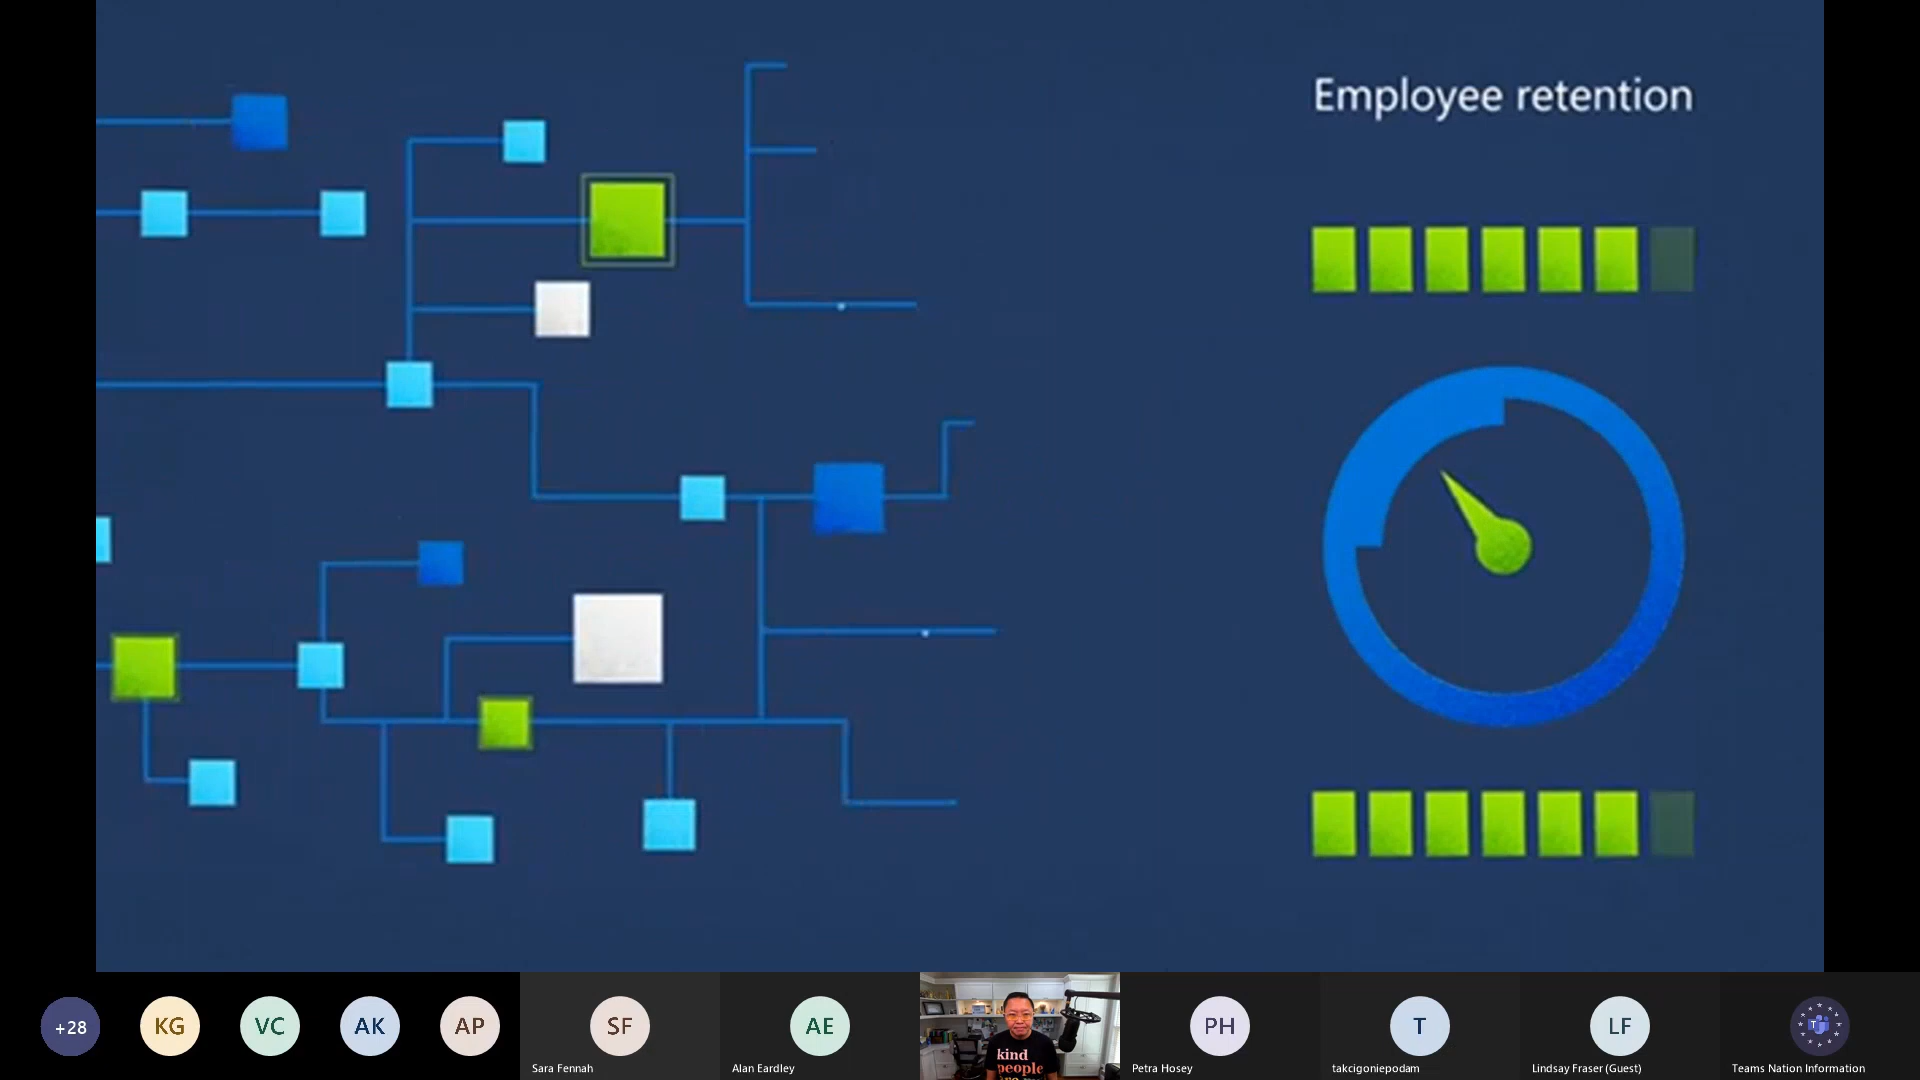 Employee retention
+28
KG
VC
AK
AP
SF
AE
PH
T
LF
kind
people
Sara Fennah
Alan Eardley
Petra Hosey
takcigoniepodam
Lindsay Fraser (Guest)
Teams Nation Information